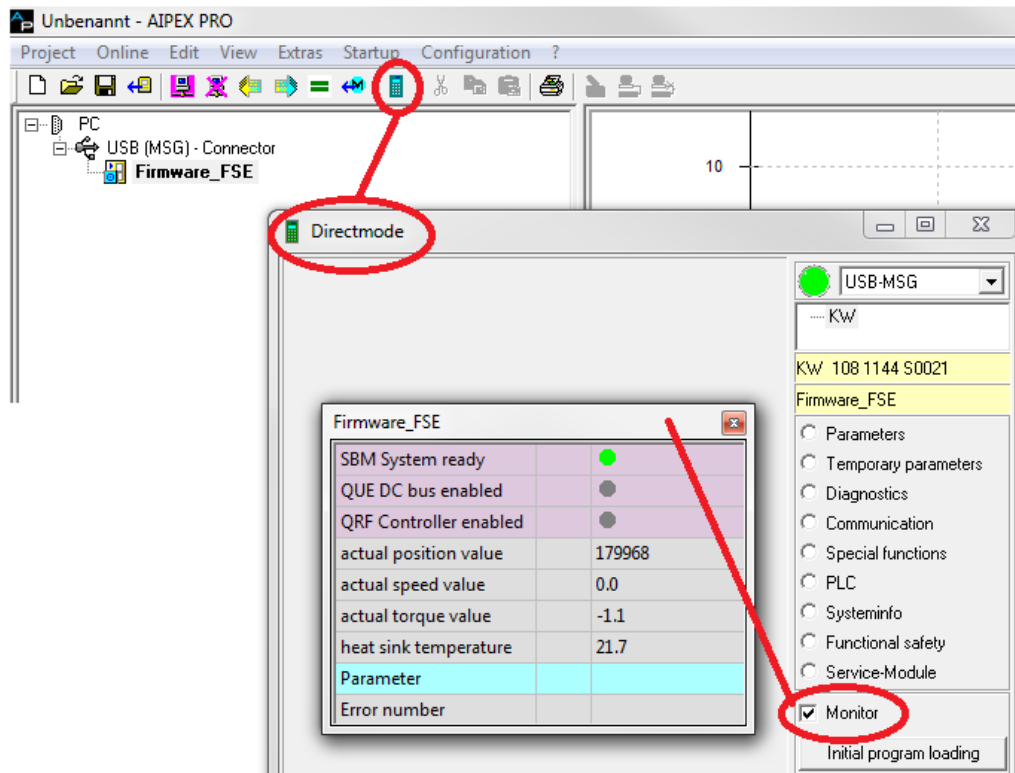 Unbenannt - AIPEX PRO
Project Online Edit View Extras Startup Configuration ?
PC
USB (MSG) - Connector
Firmware_FSE
10
Directmode
USB-MSG
KW
KW 108 1144 S0021
Firmware_FSE
Parameters
Temporary parameters
Diagnostics
Communication
Special functions
PLC
Systeminfo
Functional safety
Service-Module
Monitor
Initial program loading
Firmware_FSE
SBM System ready
QUE DC bus enabled
QRF Controller enabled
actual position value 179968
actual speed value 0.0
actual torque value -1.1
heat sink temperature 21.7
Parameter
Error number